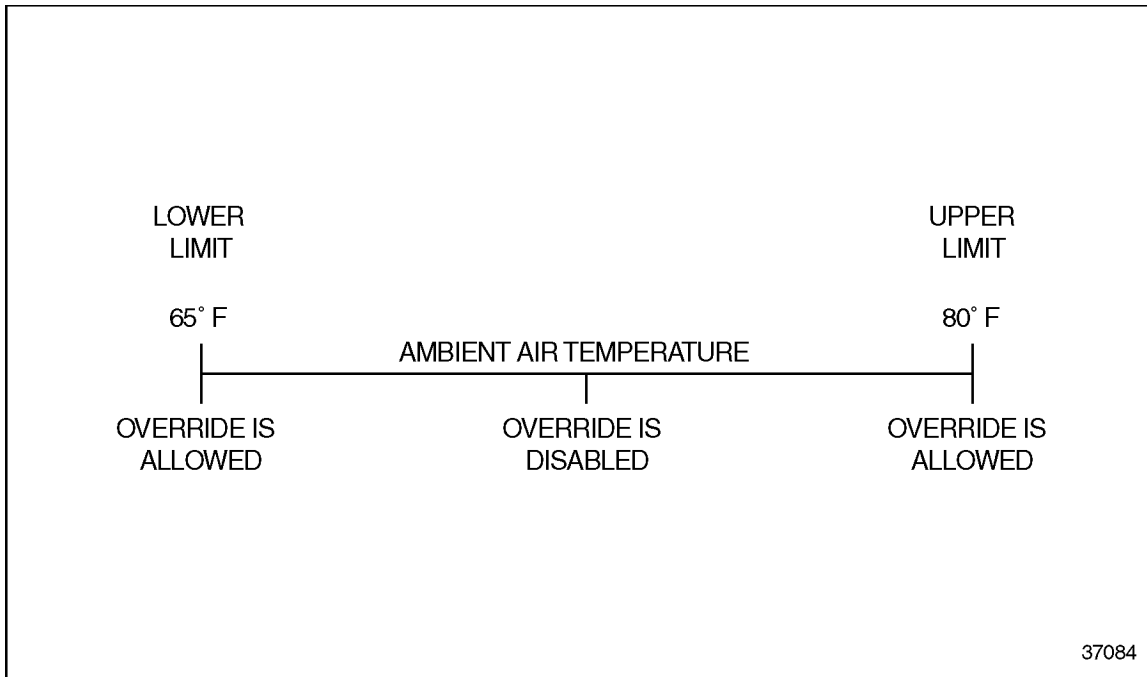 LOWER
LIMIT
UPPER
LIMIT
65° F
80° F
AMBIENT AIR TEMPERATURE
OVERRIDE IS
ALLOWED
OVERRIDE IS
DISABLED
OVERRIDE IS
ALLOWED
37084